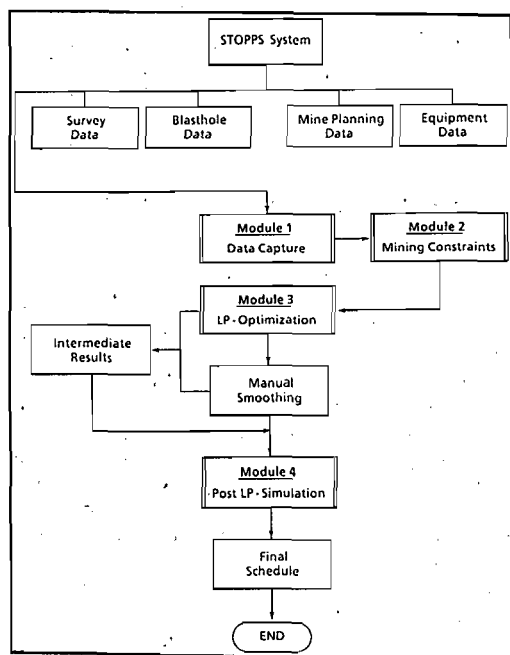 STOPPS System
Survey
Data
Blasthole
Data
Mine Planning
Data
Equipment
Data
Module 1
Data Capture
Module 2
Mining Constraints
Module 3
LP-Optimization
Intermediate
Results
Manual
Smoothing
Module 4
Post LP-Simulation
Final
Schedule
END